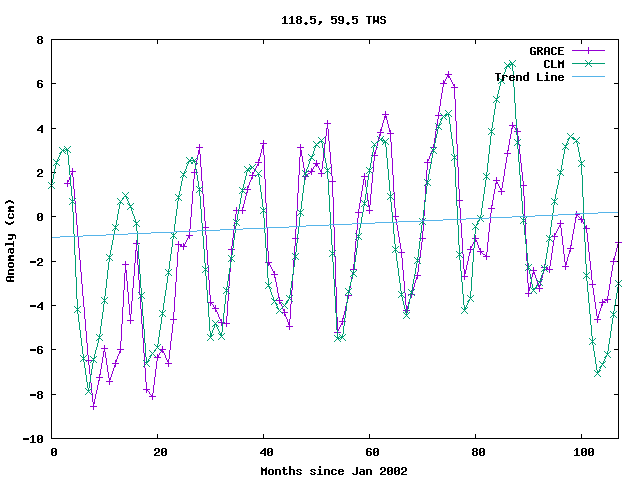 118.5, 59.5 TWS
GRACE
CLM
Trend Line
Anomaly (cm)
8
6
4
2
0
-2
-4
-6
-8
-10
0 20 40 60 80 100
Months since Jan 2002